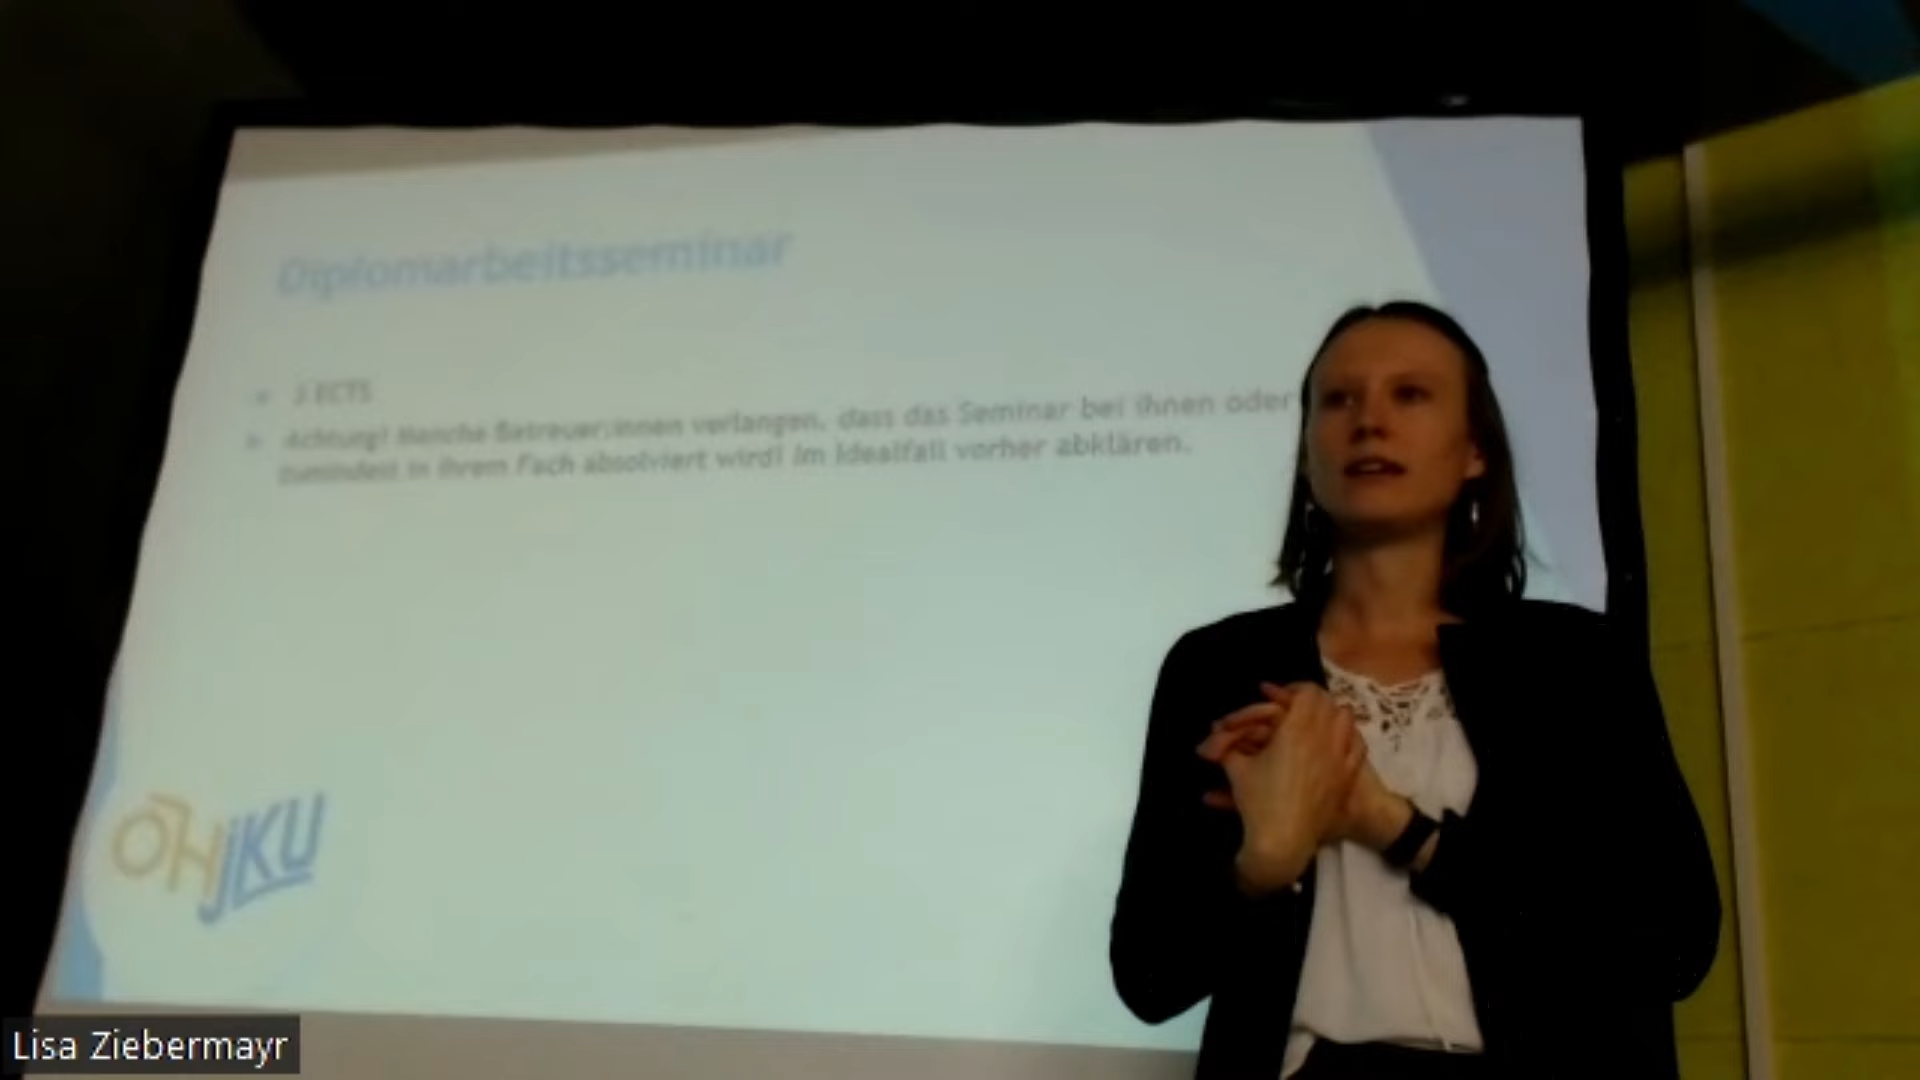 Diplomarbeitsseminar
3 ECTS
Achtung! Manche Betreuer:innen verlangen, dass das Seminar bei ihnen oder
zumindest in ihrem Fach absolviert wird! Im Idealfall vorher abklären.
ÖH JKU
Lisa Ziebermayr